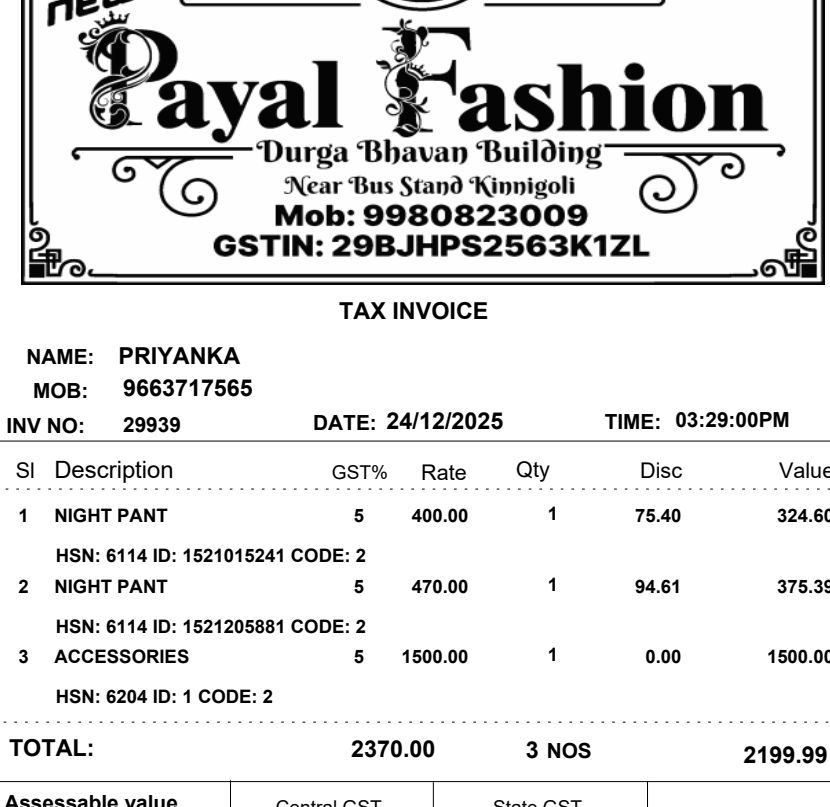 new
Payal Fashion
Durga Bhavan Building
Near Bus Stand Kinnigoli
Mob: 9980823009
GSTIN: 29BJHPS2563K1ZL
TAX INVOICE
NAME: PRIYANKA
MOB: 9663717565
INV NO: 29939 DATE: 24/12/2025 TIME: 03:29:00PM
Sl Description GST% Rate Qty Disc Value
1 NIGHT PANT 5 400.00 1 75.40 324.60
HSN: 6114 ID: 1521015241 CODE: 2
2 NIGHT PANT 5 470.00 1 94.61 375.39
HSN: 6114 ID: 1521205881 CODE: 2
3 ACCESSORIES 5 1500.00 1 0.00 1500.00
HSN: 6204 ID: 1 CODE: 2
TOTAL: 2370.00 3 NOS 2199.99
Assessable value Central GST State GST